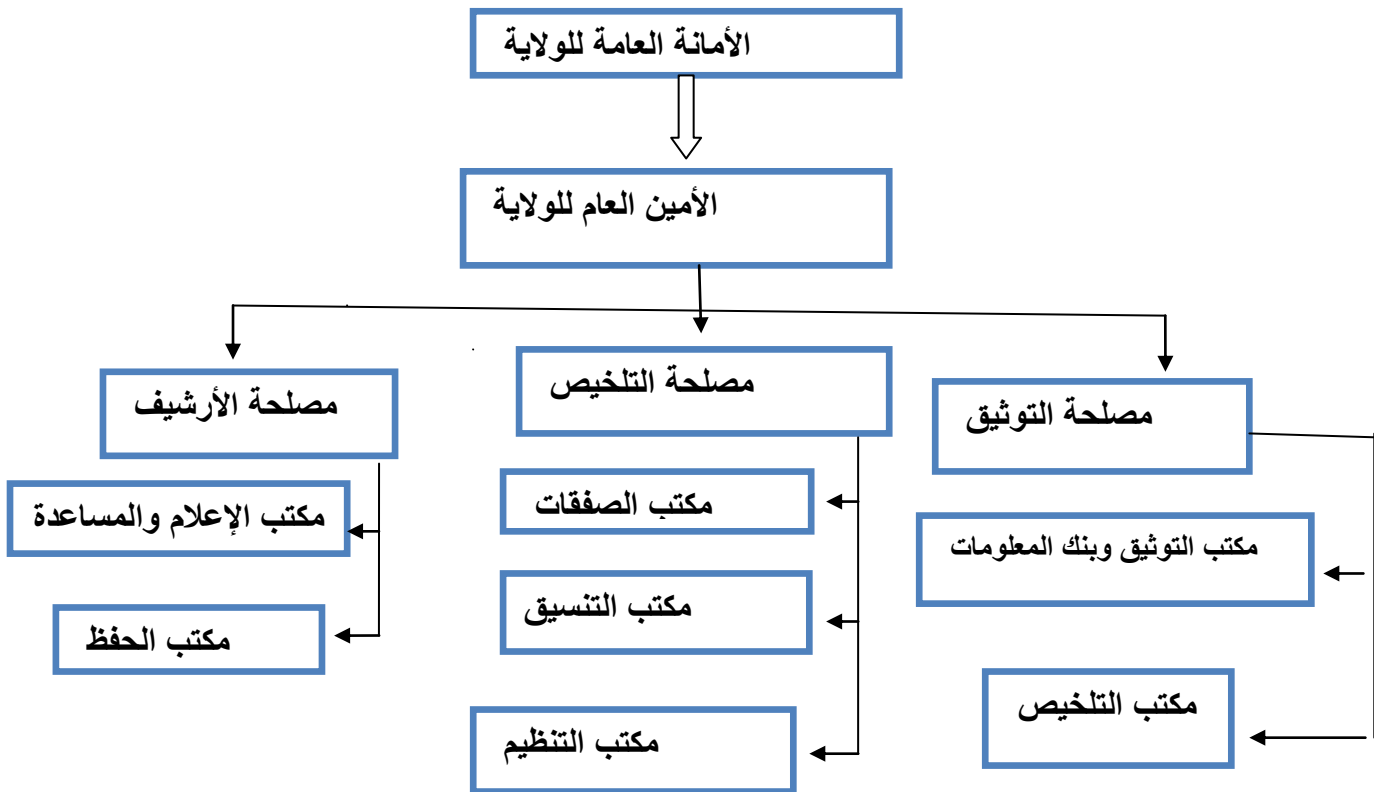 الأمانة العامة للولاية
الأمين العام للولاية
مصلحة التوثيق
مصلحة التلخيص
مصلحة الأرشيف
مكتب التوثيق وبنك المعلومات
مكتب التلخيص
مكتب الصفقات
مكتب التنسيق
مكتب التنظيم
مكتب الإعلام والمساعدة
مكتب الحفظ